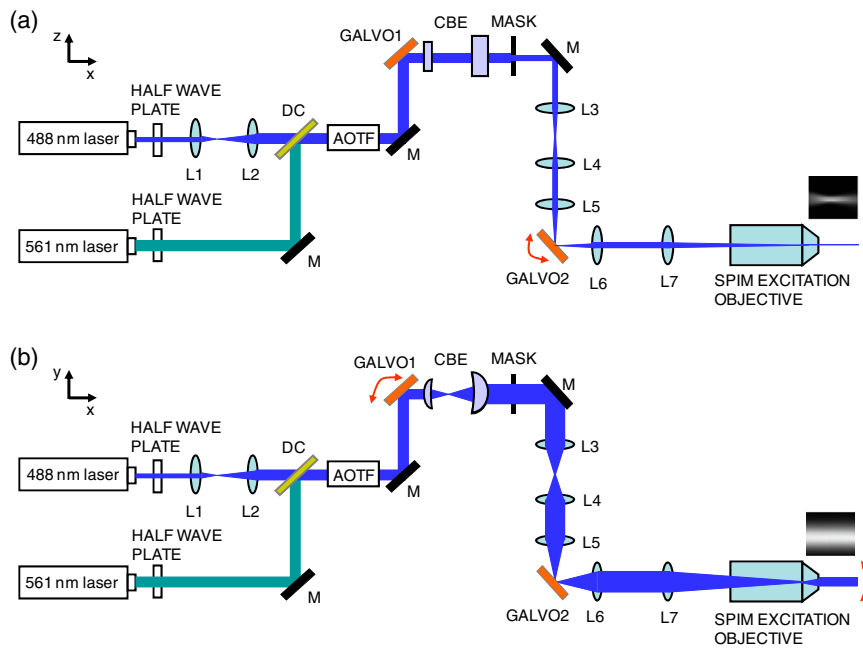 (a)
z
x
GALVO1
CBE
MASK
M
HALF WAVE
PLATE
DC
488 nm laser
AOTF
L1
L2
M
L3
L4
HALF WAVE
PLATE
L5
561 nm laser
M
GALVO2
L6
L7
SPIM EXCITATION
OBJECTIVE
(b)
y
x
GALVO1
CBE
MASK
M
HALF WAVE
PLATE
DC
488 nm laser
AOTF
L1
L2
M
L3
L4
HALF WAVE
PLATE
L5
561 nm laser
M
GALVO2
L6
L7
SPIM EXCITATION
OBJECTIVE